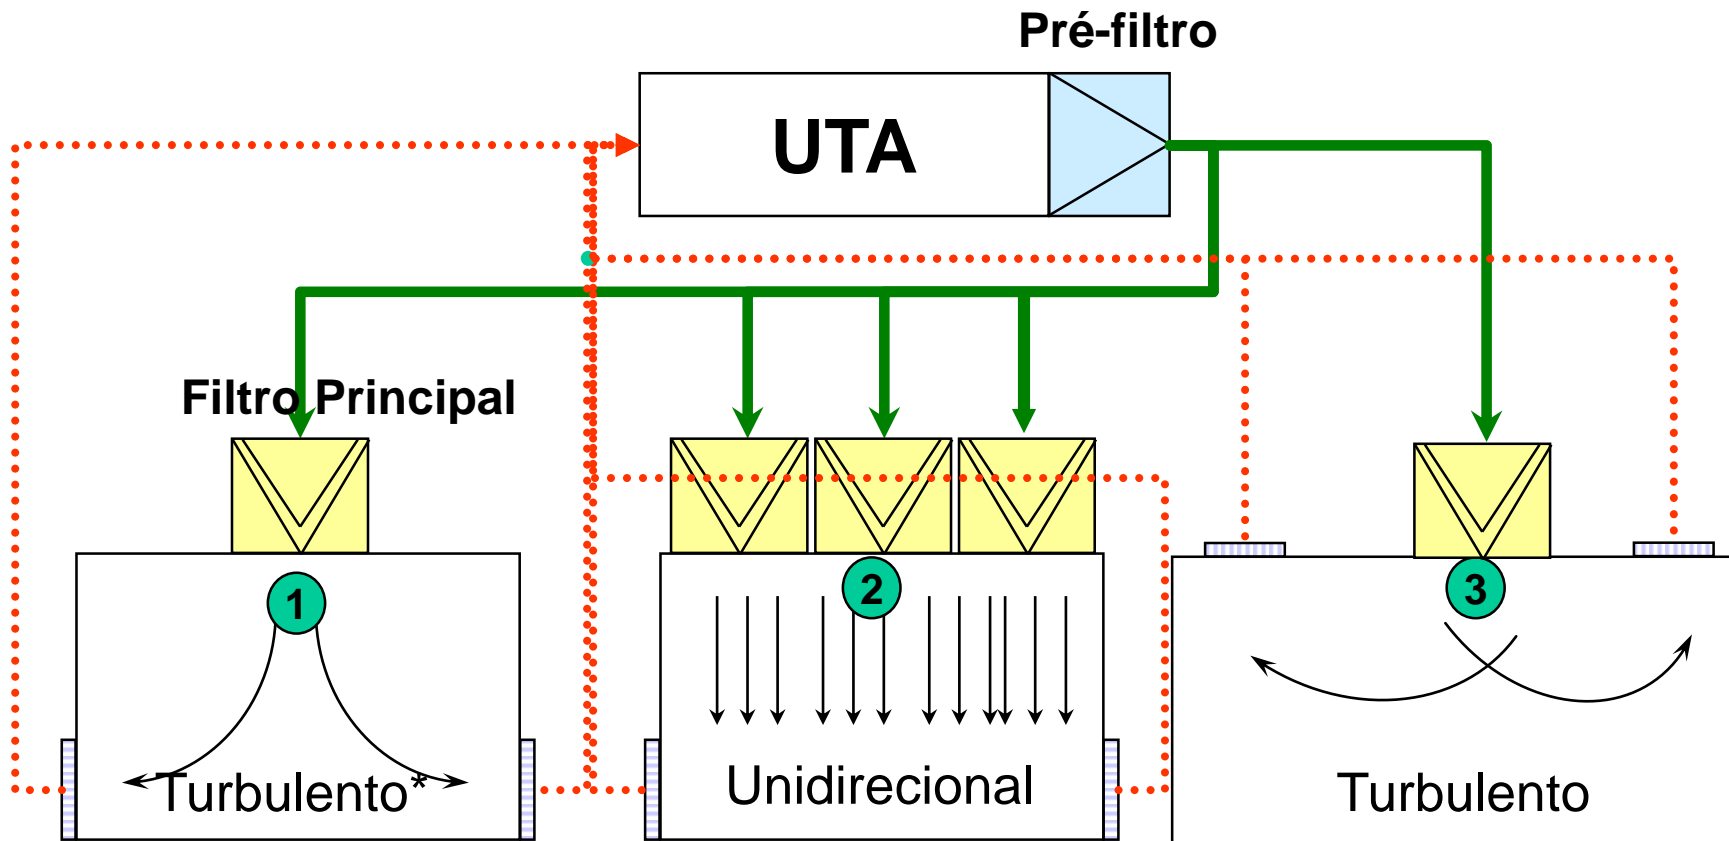 Pré-filtro
UTA
Filtro Principal
1
2
3
Turbulento*
Unidirecional
Turbulento